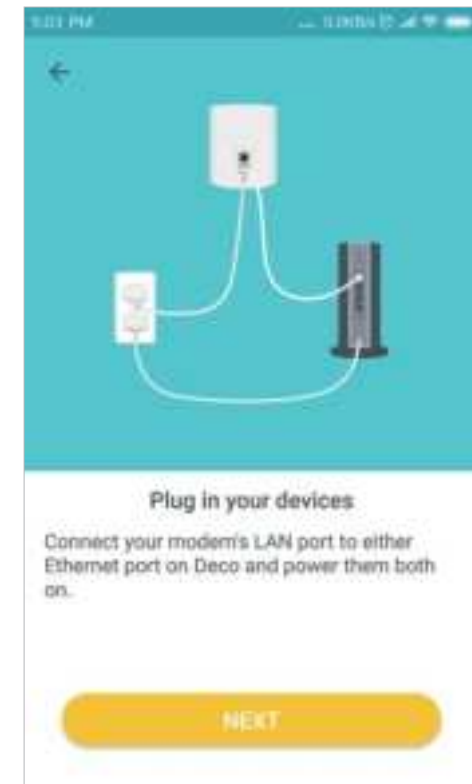 Plug in your devices
Connect your modem's LAN port to either
Ethernet port on Deco and power them both
on.
NEXT